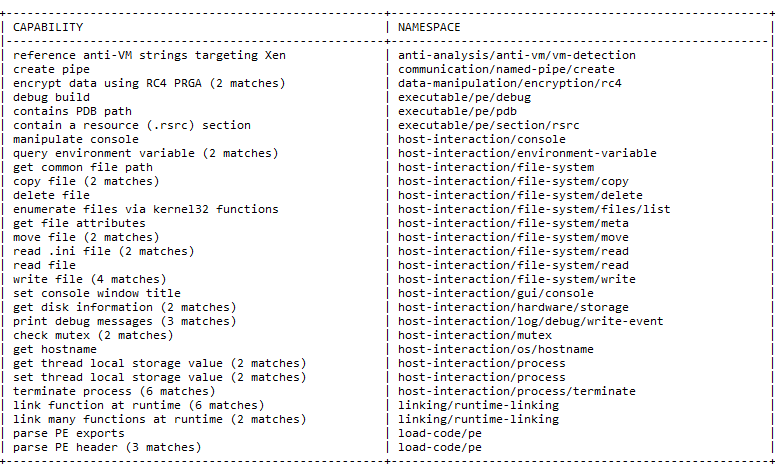 CAPABILITY | NAMESPACE
reference anti-VM strings targeting Xen | anti-analysis/anti-vm/vm-detection
create pipe | communication/named-pipe/create
encrypt data using RC4 PRGA (2 matches) | data-manipulation/encryption/rc4
debug build | executable/pe/debug
contains PDB path | executable/pe/pdb
contain a resource (.rsrc) section | executable/pe/section/rsrc
manipulate console | host-interaction/console
query environment variable (2 matches) | host-interaction/environment-variable
get common file path | host-interaction/file-system
copy file (2 matches) | host-interaction/file-system/copy
delete file | host-interaction/file-system/delete
enumerate files via kernel32 functions | host-interaction/file-system/files/list
get file attributes | host-interaction/file-system/meta
move file (2 matches) | host-interaction/file-system/move
read .ini file (2 matches) | host-interaction/file-system/read
read file | host-interaction/file-system/read
write file (4 matches) | host-interaction/file-system/write
set console window title | host-interaction/gui/console
get disk information (2 matches) | host-interaction/hardware/storage
print debug messages (3 matches) | host-interaction/log/debug/write-event
check mutex (2 matches) | host-interaction/mutex
get hostname | host-interaction/os/hostname
get thread local storage value (2 matches) | host-interaction/process
set thread local storage value (2 matches) | host-interaction/process
terminate process (6 matches) | host-interaction/process/terminate
link function at runtime (6 matches) | linking/runtime-linking
link many functions at runtime (2 matches) | linking/runtime-linking
parse PE exports | load-code/pe
parse PE header (3 matches) | load-code/pe